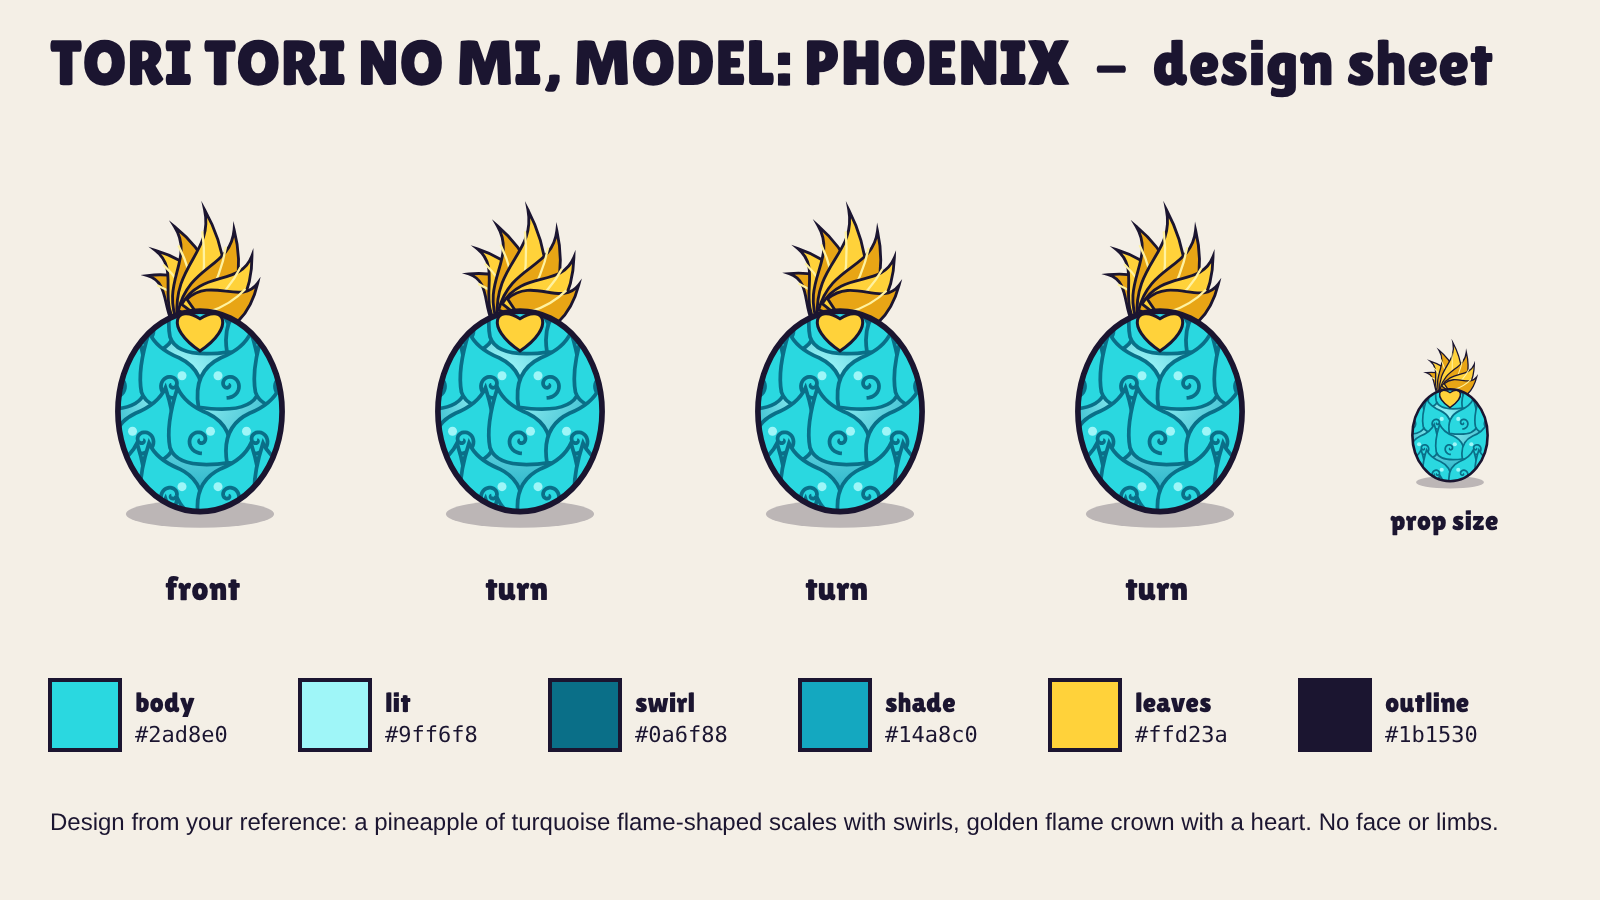 TORI TORI NO MI, MODEL: PHOENIX – design sheet
prop size
front
turn
turn
turn
body
#2ad8e0
lit
#9ff6f8
swirl
#0a6f88
shade
#14a8c0
leaves
#ffd23a
outline
#1b1530
Design from your reference: a pineapple of turquoise flame-shaped scales with swirls, golden flame crown with a heart. No face or limbs.